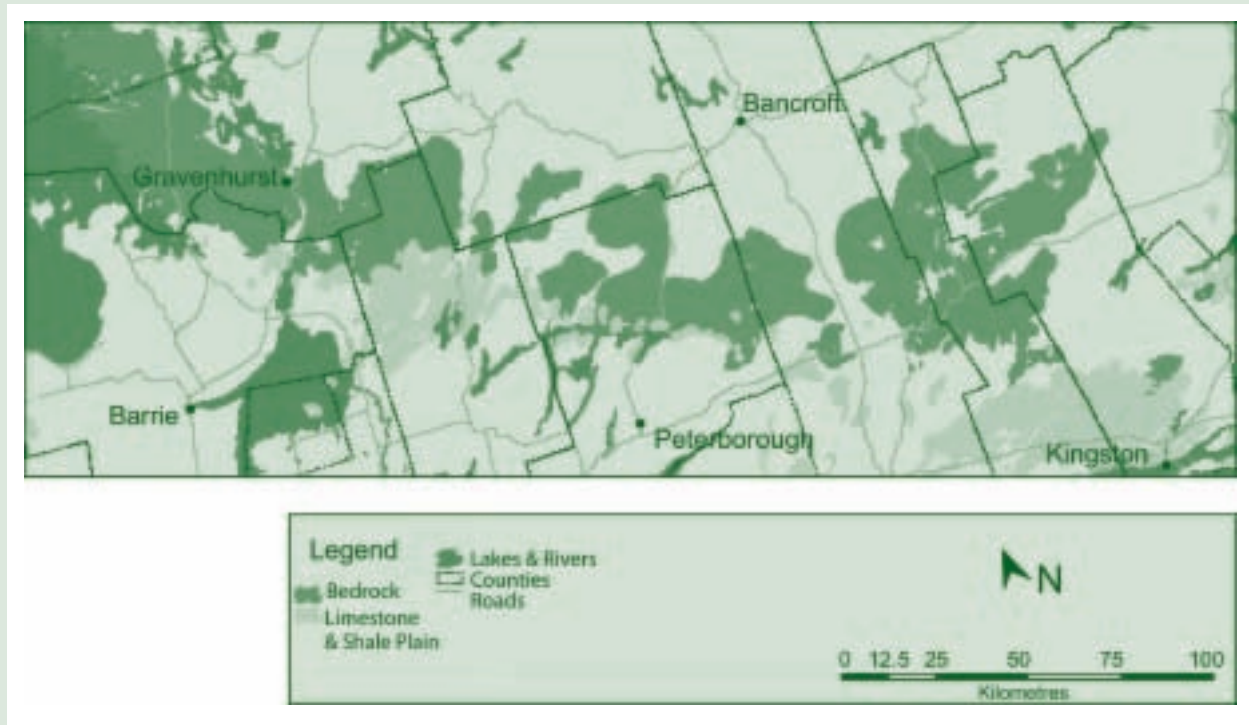 Bancroft
Gravenhurst
Barrie
Peterborough
Kingston
Legend
Bedrock
Limestone
& Shale Plain
Lakes & Rivers
Counties
Roads
N
0 12.5 25 50 75 100
Kilometres